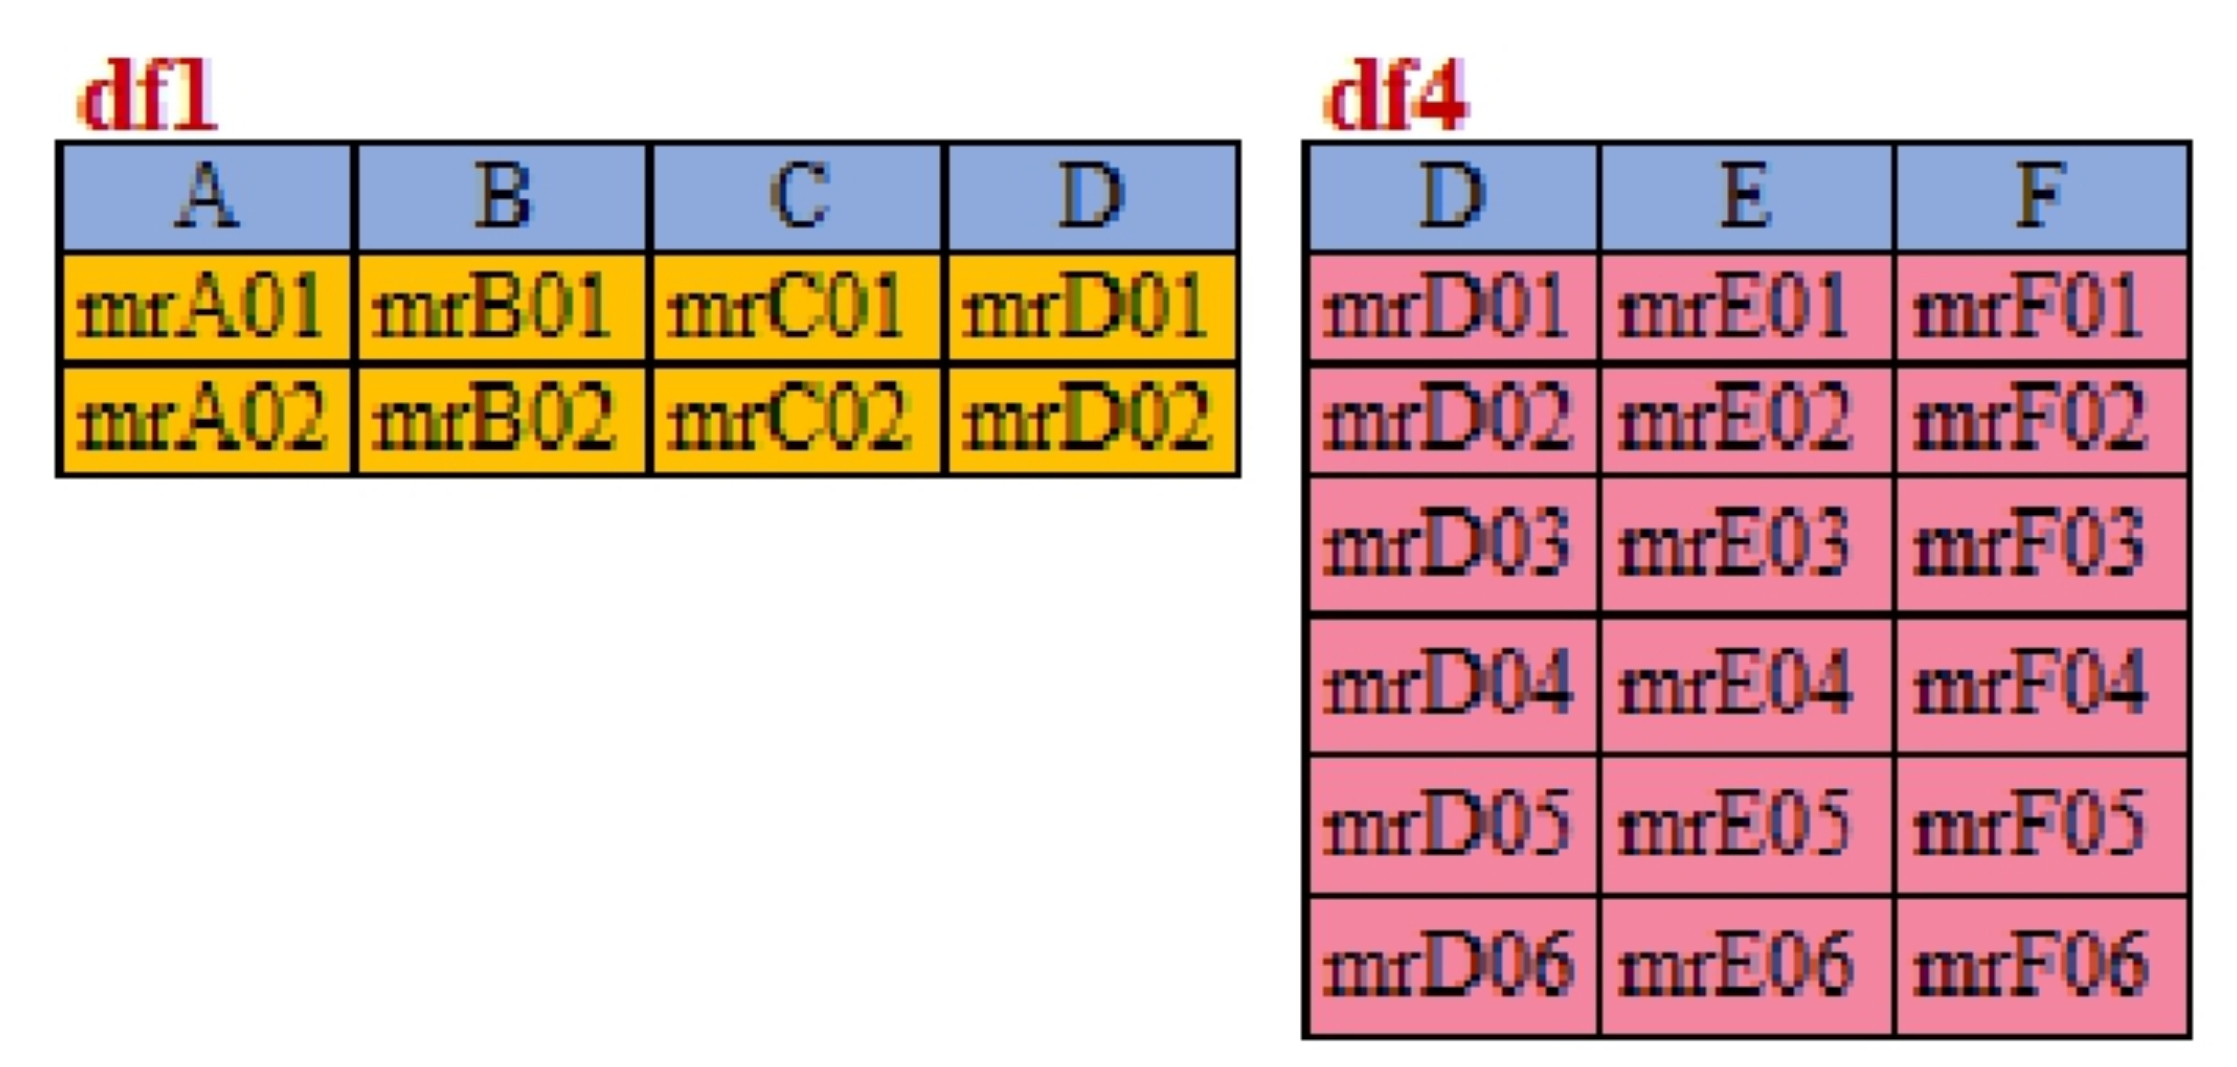 df1
A B C D
mrA01 mrB01 mrC01 mrD01
mrA02 mrB02 mrC02 mrD02
df4
D E F
mrD01 mrE01 mrF01
mrD02 mrE02 mrF02
mrD03 mrE03 mrF03
mrD04 mrE04 mrF04
mrD05 mrE05 mrF05
mrD06 mrE06 mrF06